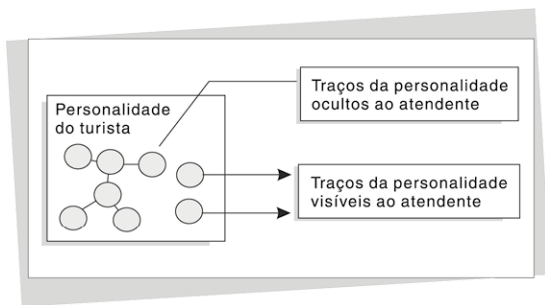 Personalidade
do turista
Traços da personalidade
ocultos ao atendente
Traços da personalidade
visíveis ao atendente